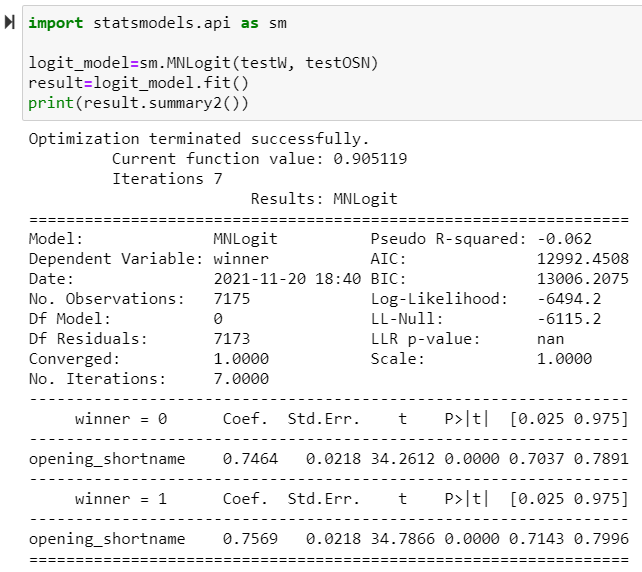 import statsmodels.api as sm
logit_model=sm.MNLogit(testW, testOSN)
result=logit_model.fit()
print(result.summary2())
Optimization terminated successfully.
Current function value: 0.905119
Iterations 7
Results: MNLogit
=================================================================
Model: MNLogit Pseudo R-squared: -0.062
Dependent Variable: winner AIC: 12992.4508
Date: 2021-11-20 18:40 BIC: 13006.2075
No. Observations: 7175 Log-Likelihood: -6494.2
Df Model: 0 LL-Null: -6115.2
Df Residuals: 7173 LLR p-value: nan
Converged: 1.0000 Scale: 1.0000
No. Iterations: 7.0000
-----------------------------------------------------------------
winner = 0 Coef. Std.Err. t P>|t| [0.025 0.975]
-----------------------------------------------------------------
opening_shortname 0.7464 0.0218 34.2612 0.0000 0.7037 0.7891
-----------------------------------------------------------------
winner = 1 Coef. Std.Err. t P>|t| [0.025 0.975]
-----------------------------------------------------------------
opening_shortname 0.7569 0.0218 34.7866 0.0000 0.7143 0.7996
=================================================================